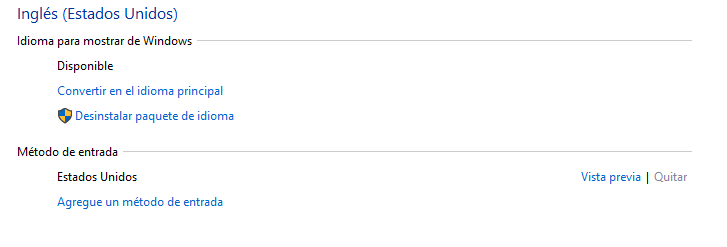 Inglés (Estados Unidos)
Idioma para mostrar de Windows
Disponible
Convertir en el idioma principal
Desinstalar paquete de idioma
Método de entrada
Estados Unidos Vista previa | Quitar
Agregue un método de entrada